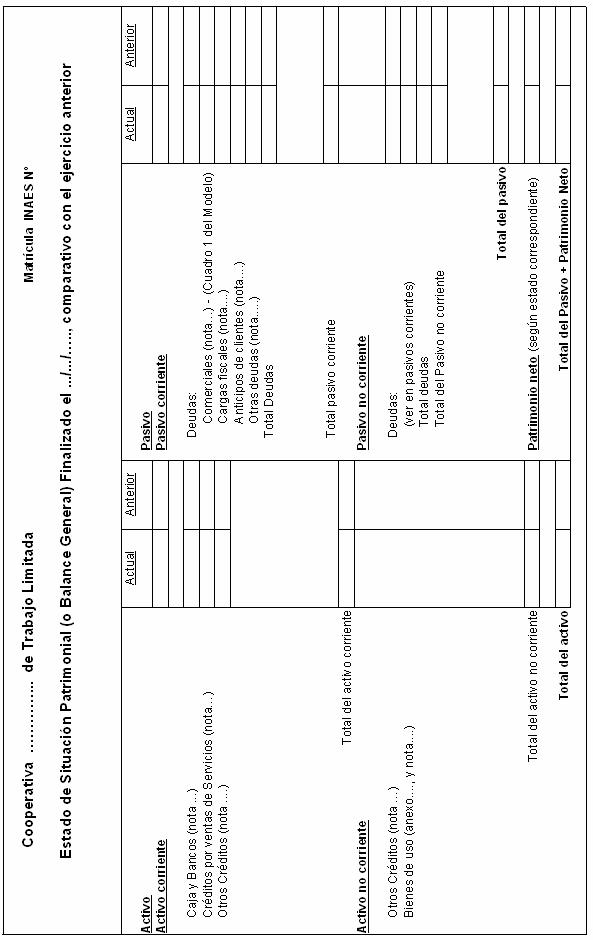 Cooperativa ............... de Trabajo Limitada Matrícula INAES N°
Estado de Situación Patrimonial (o Balance General) Finalizado el .../.../....., comparativo con el ejercicio anterior
Actual Anterior Actual Anterior
Activo Pasivo
Activo corriente Pasivo corriente
Caja y Bancos (nota ...) Deudas:
Créditos por ventas de Servicios (nota...) Comerciales (nota...) - (Cuadro 1 del Modelo)
Otros Créditos (nota ...) Cargas fiscales (nota....)
Anticipos de clientes (nota....)
Otras deudas (nota.....)
Total Deudas
Total del activo corriente Total pasivo corriente
Activo no corriente Pasivo no corriente
Otros Créditos (nota ...) Deudas:
Bienes de uso (anexo...., y nota....) (ver en pasivos corrientes)
Total deudas
Total del Pasivo no corriente
Total del pasivo
Total del activo no corriente Patrimonio neto (según estado correspondiente)
Total del activo Total del Pasivo + Patrimonio Neto